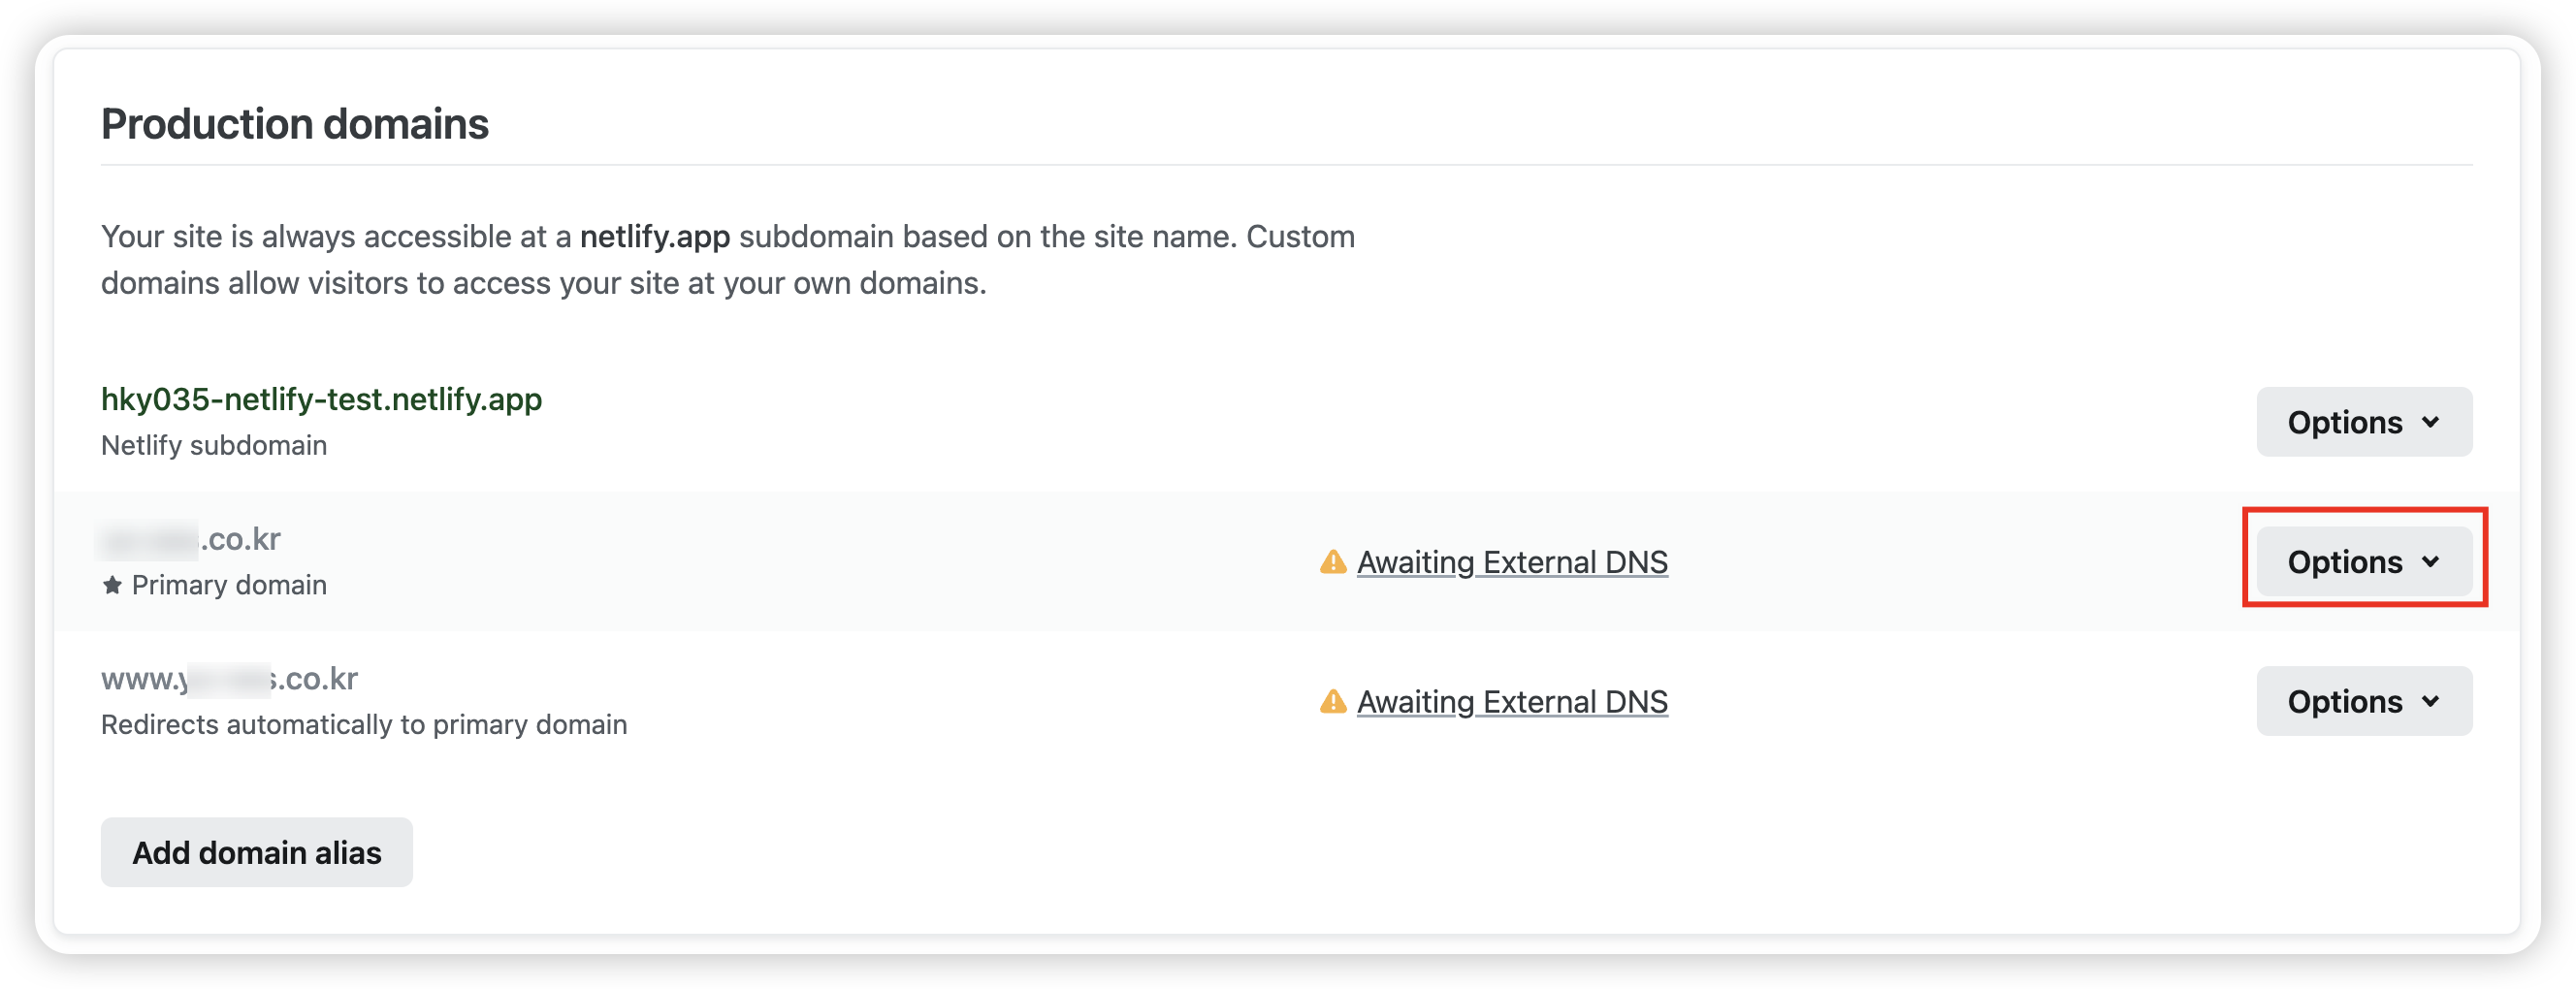 Production domains
Your site is always accessible at a netlify.app subdomain based on the site name. Custom
domains allow visitors to access your site at your own domains.
hky035-netlify-test.netlify.app
Netlify subdomain
Options
.co.kr
Primary domain
Awaiting External DNS
Options
www.y s.co.kr
Redirects automatically to primary domain
Awaiting External DNS
Options
Add domain alias